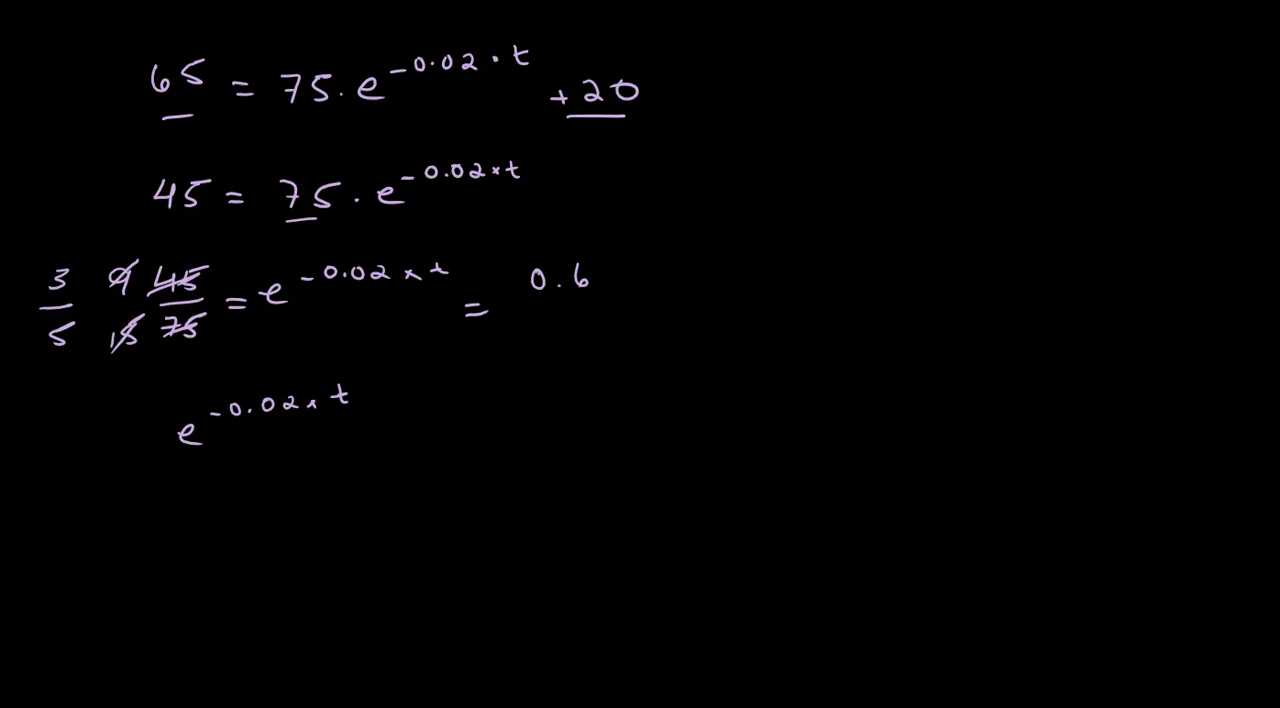 65 = 75 · e^{-0.02 · t} + 20
45 = 75 · e^{-0.02 × t}
3/5 9/15 45/75 = e^{-0.02 × t} = 0.6
e^{-0.02 × t}